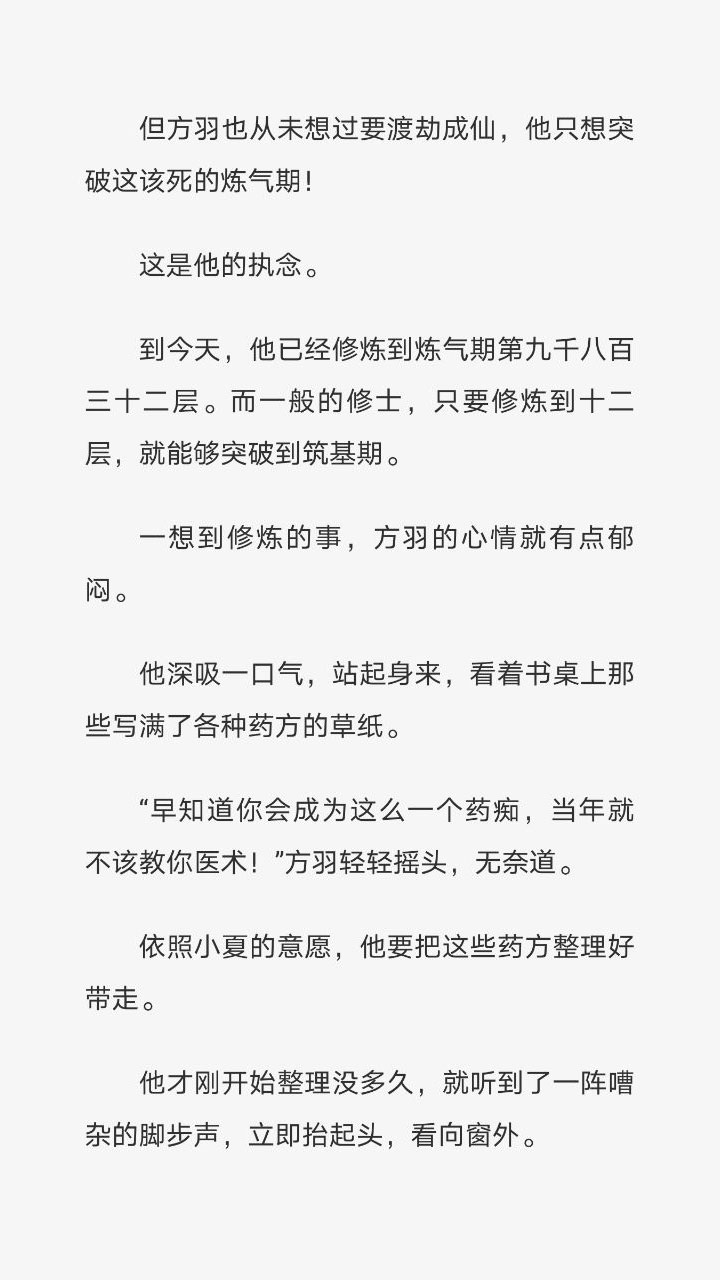 但方羽也从未想过要渡劫成仙，他只想突
破这该死的炼气期！
这是他的执念。
到今天，他已经修炼到炼气期第九千八百
三十二层。而一般的修士，只要修炼到十二
层，就能够突破到筑基期。
一想到修炼的事，方羽的心情就有点郁
闷。
他深吸一口气，站起身来，看着书桌上那
些写满了各种药方的草纸。
“早知道你会成为这么一个药痴，当年就
不该教你医术！”方羽轻轻摇头，无奈道。
依照小夏的意愿，他要把这些药方整理好
带走。
他才刚开始整理没多久，就听到了一阵嘈
杂的脚步声，立即抬起头，看向窗外。